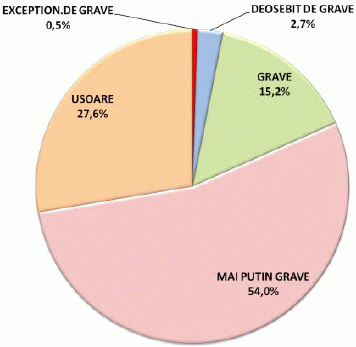 EXCEPTION.DE GRAVE
0,5%
DEOSEBIT DE GRAVE
2,7%
GRAVE
15,2%
USOARE
27,6%
MAI PUTIN GRAVE
54,0%